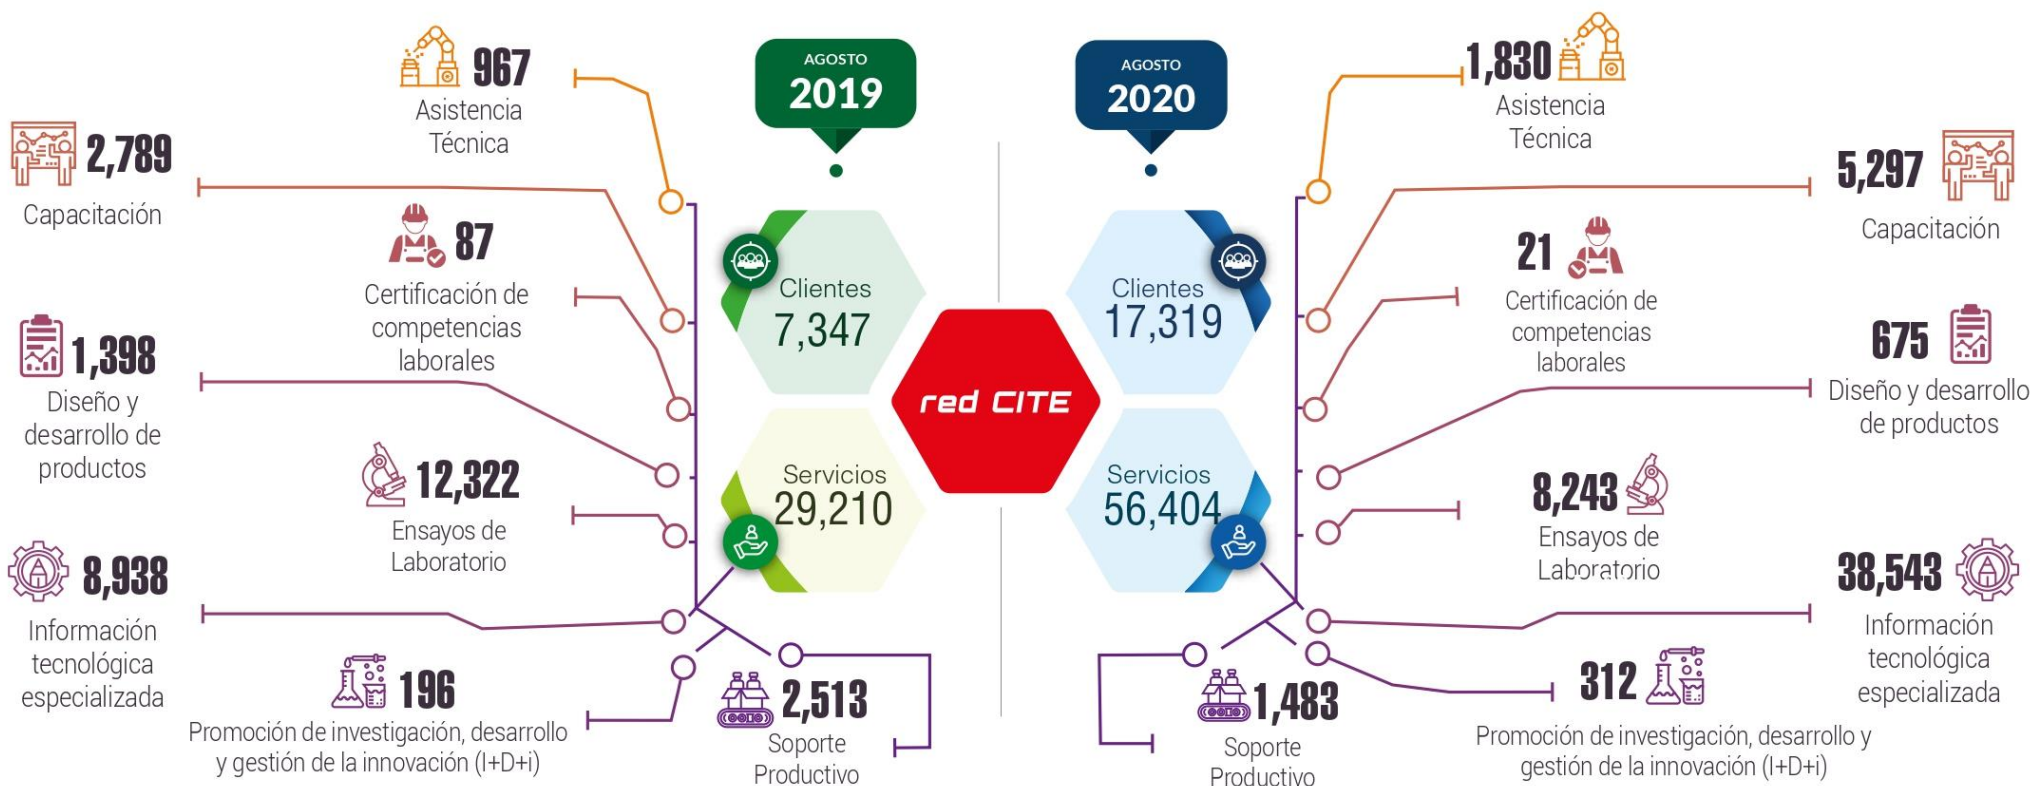 AGOSTO
2019
967
Asistencia
Técnica
2,789
Capacitación
87
Certificación de
competencias
laborales
1,398
Diseño y
desarrollo de
productos
12,322
Ensayos de
Laboratorio
8,938
Información
tecnológica
especializada
196
Promoción de investigación, desarrollo
y gestión de la innovación (I+D+i)
2,513
Soporte
Productivo
Clientes
7,347
Servicios
29,210
red CITE
AGOSTO
2020
Clientes
17,319
Servicios
56,404
1,830
Asistencia
Técnica
5,297
Capacitación
21
Certificación de
competencias
laborales
675
Diseño y desarrollo
de productos
8,243
Ensayos de
Laboratorio
38,543
Información
tecnológica
especializada
312
Promoción de investigación, desarrollo y
gestión de la innovación (I+D+i)
1,483
Soporte
Productivo